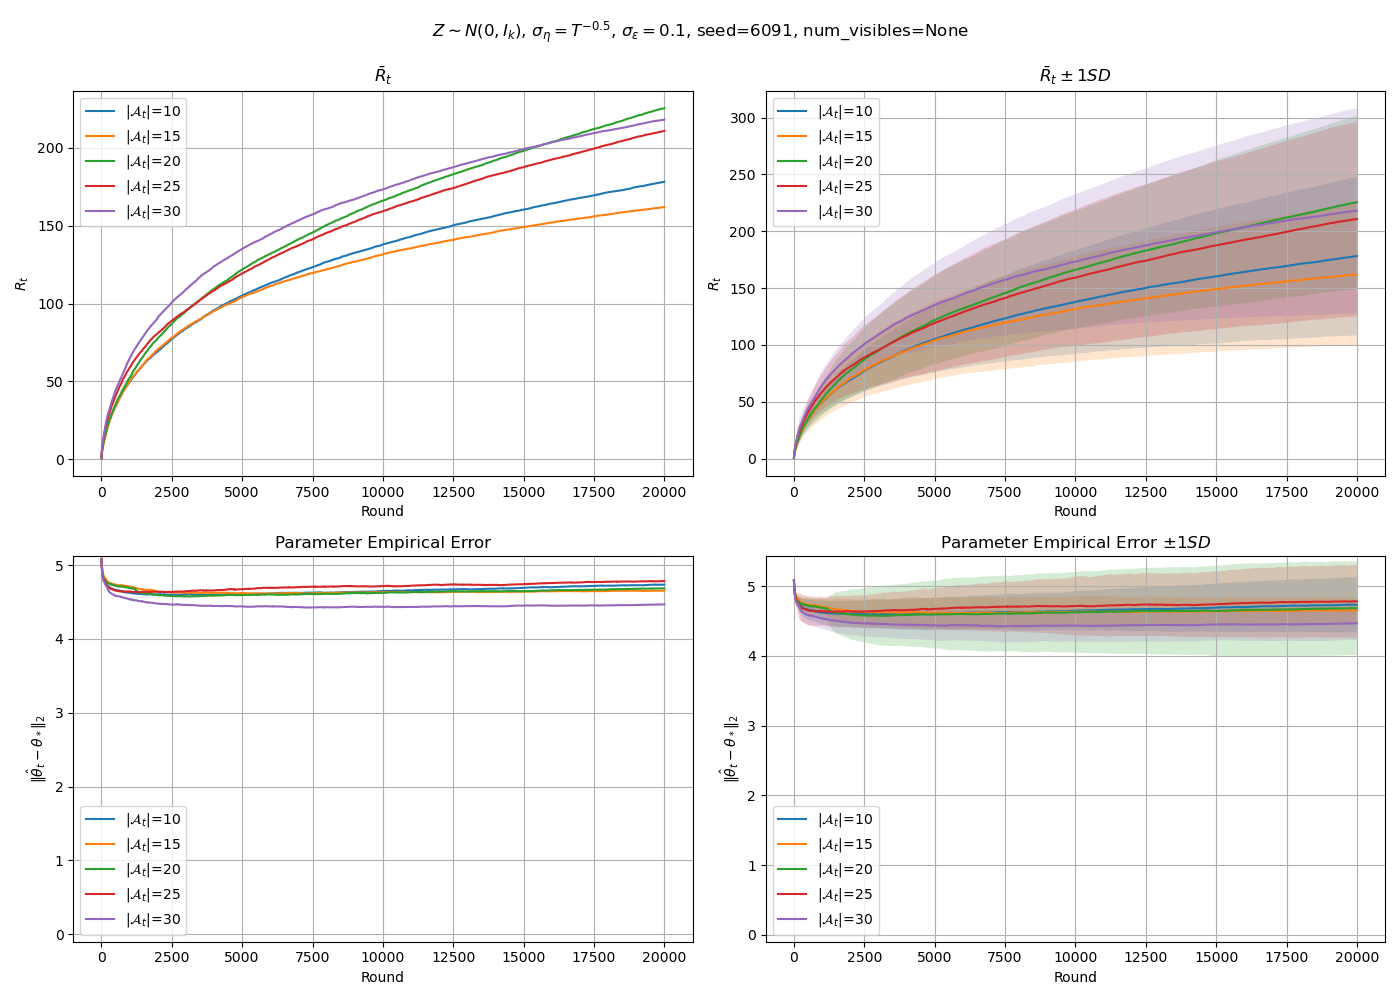 Z ∼ N(0, I_k), σ_η = T^{−0.5}, σ_ε = 0.1, seed=6091, num_visibles=None
R̄_t
|𝒜_t|=10
|𝒜_t|=15
|𝒜_t|=20
|𝒜_t|=25
|𝒜_t|=30
R_t
200
150
100
50
0
0 2500 5000 7500 10000 12500 15000 17500 20000
Round
R̄_t ± 1SD
|𝒜_t|=10
|𝒜_t|=15
|𝒜_t|=20
|𝒜_t|=25
|𝒜_t|=30
R_t
300
250
200
150
100
50
0
0 2500 5000 7500 10000 12500 15000 17500 20000
Round
Parameter Empirical Error
‖θ̂_t − θ_*‖_2
5
4
3
2
1
0
|𝒜_t|=10
|𝒜_t|=15
|𝒜_t|=20
|𝒜_t|=25
|𝒜_t|=30
0 2500 5000 7500 10000 12500 15000 17500 20000
Round
Parameter Empirical Error ±1SD
‖θ̂_t − θ_*‖_2
5
4
3
2
1
0
|𝒜_t|=10
|𝒜_t|=15
|𝒜_t|=20
|𝒜_t|=25
|𝒜_t|=30
0 2500 5000 7500 10000 12500 15000 17500 20000
Round